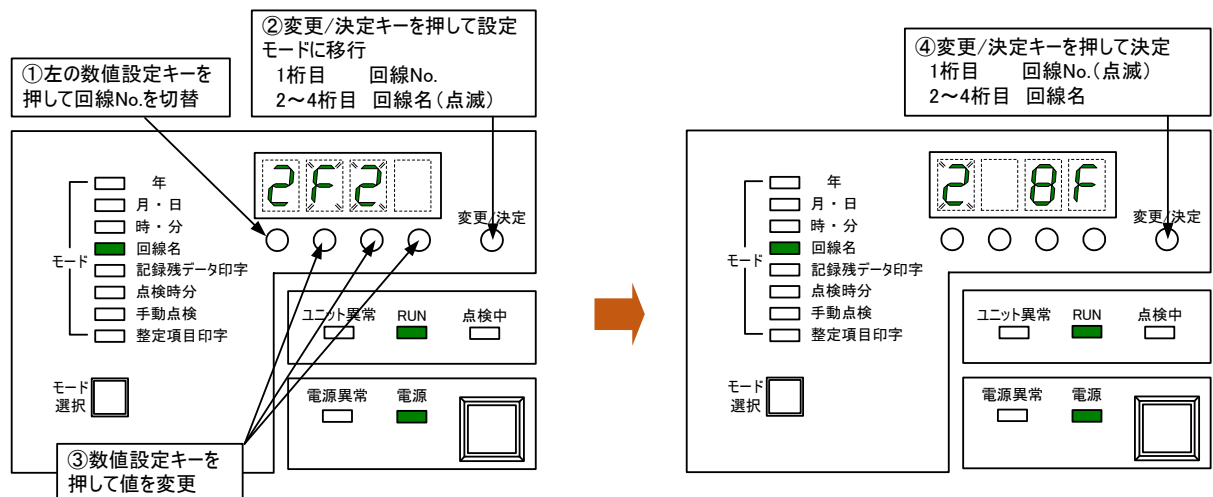 ①左の数値設定キーを
押して回線No.を切替
②変更/決定キーを押して設定
モードに移行
1桁目 回線No.
2～4桁目 回線名（点滅）
2F2
変更/決定
モード
年
月・日
時・分
回線名
記録残データ印字
点検時分
手動点検
整定項目印字
モード
選択
ユニット異常 RUN 点検中
電源異常 電源
③数値設定キーを
押して値を変更
④変更/決定キーを押して決定
1桁目 回線No.（点滅）
2～4桁目 回線名
2 8F
変更/決定
モード
年
月・日
時・分
回線名
記録残データ印字
点検時分
手動点検
整定項目印字
モード
選択
ユニット異常 RUN 点検中
電源異常 電源